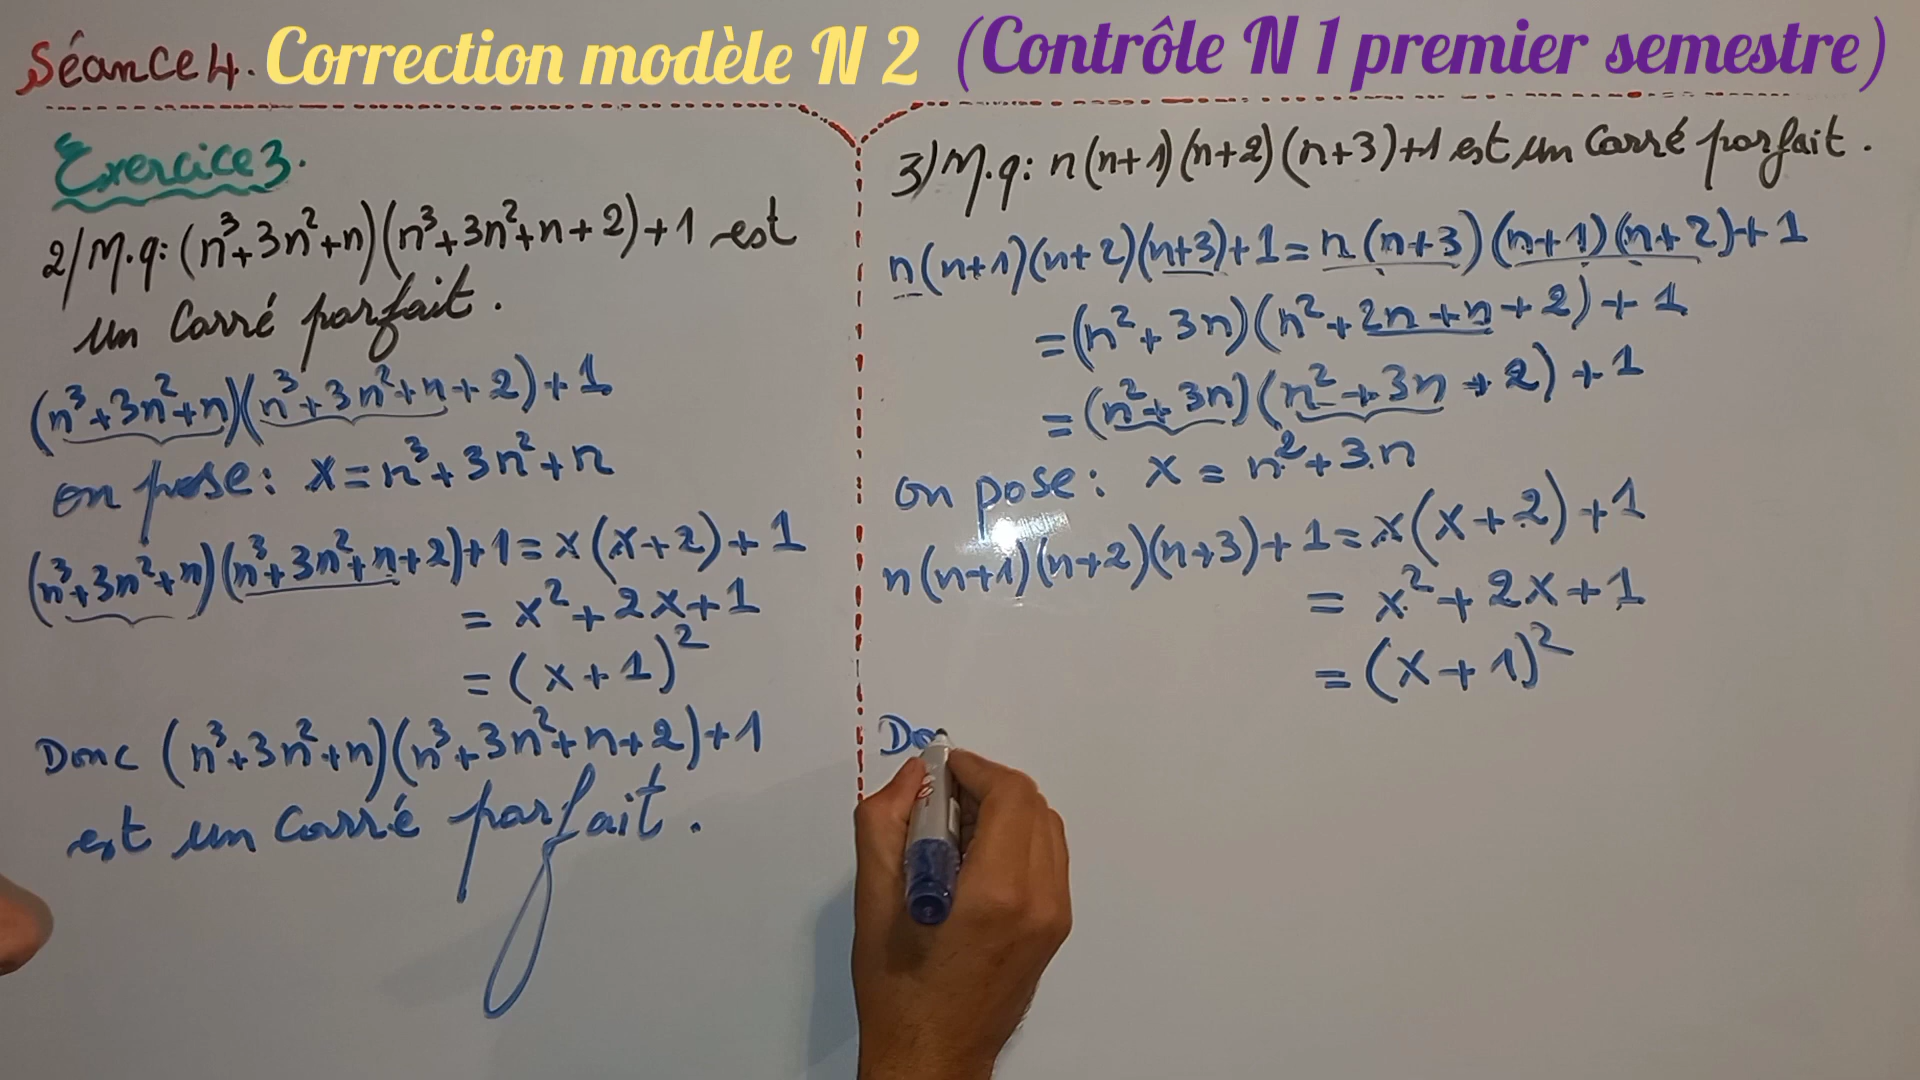 Séance 4. Correction modèle N 2 (Contrôle N 1 premier semestre)
Exercice 3.
2/ M.q: (n³+3n²+n)(n³+3n²+n+2)+1 est
un carré parfait.
(n³+3n²+n)(n³+3n²+n+2)+1
on pose: x=n³+3n²+n
(n³+3n²+n)(n³+3n²+n+2)+1=x(x+2)+1
= x²+2x+1
= (x+1)²
Donc (n³+3n²+n)(n³+3n²+n+2)+1
est un carré parfait.
3/ M.q: n(n+1)(n+2)(n+3)+1 est un carré parfait.
n(n+1)(n+2)(n+3)+1=n(n+3)(n+1)(n+2)+1
=(n²+3n)(n²+2n+n+2)+1
=(n²+3n)(n²+3n+2)+1
on pose: x = n²+3n
n(n+1)(n+2)(n+3)+1=x(x+2)+1
= x²+2x+1
= (x+1)²
Don